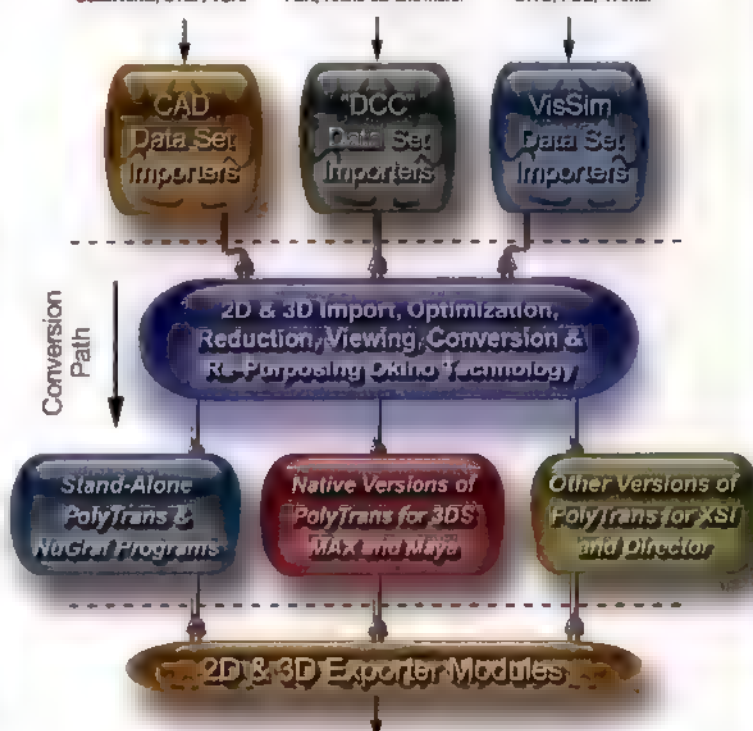 CAD
Data Set
Importers
"DCC"
Data Set
Importers
VisSim
Data Set
Importers
Conversion
Path
2D & 3D Import, Optimization,
Reduction, Viewing, Conversion &
Re-Purposing Okino Technology
Stand-Alone
PolyTrans &
NuGraf Programs
Native Versions of
PolyTrans for 3DS
MAX and Maya
Other Versions of
PolyTrans for XSI
and Director
2D & 3D Exporter Modules